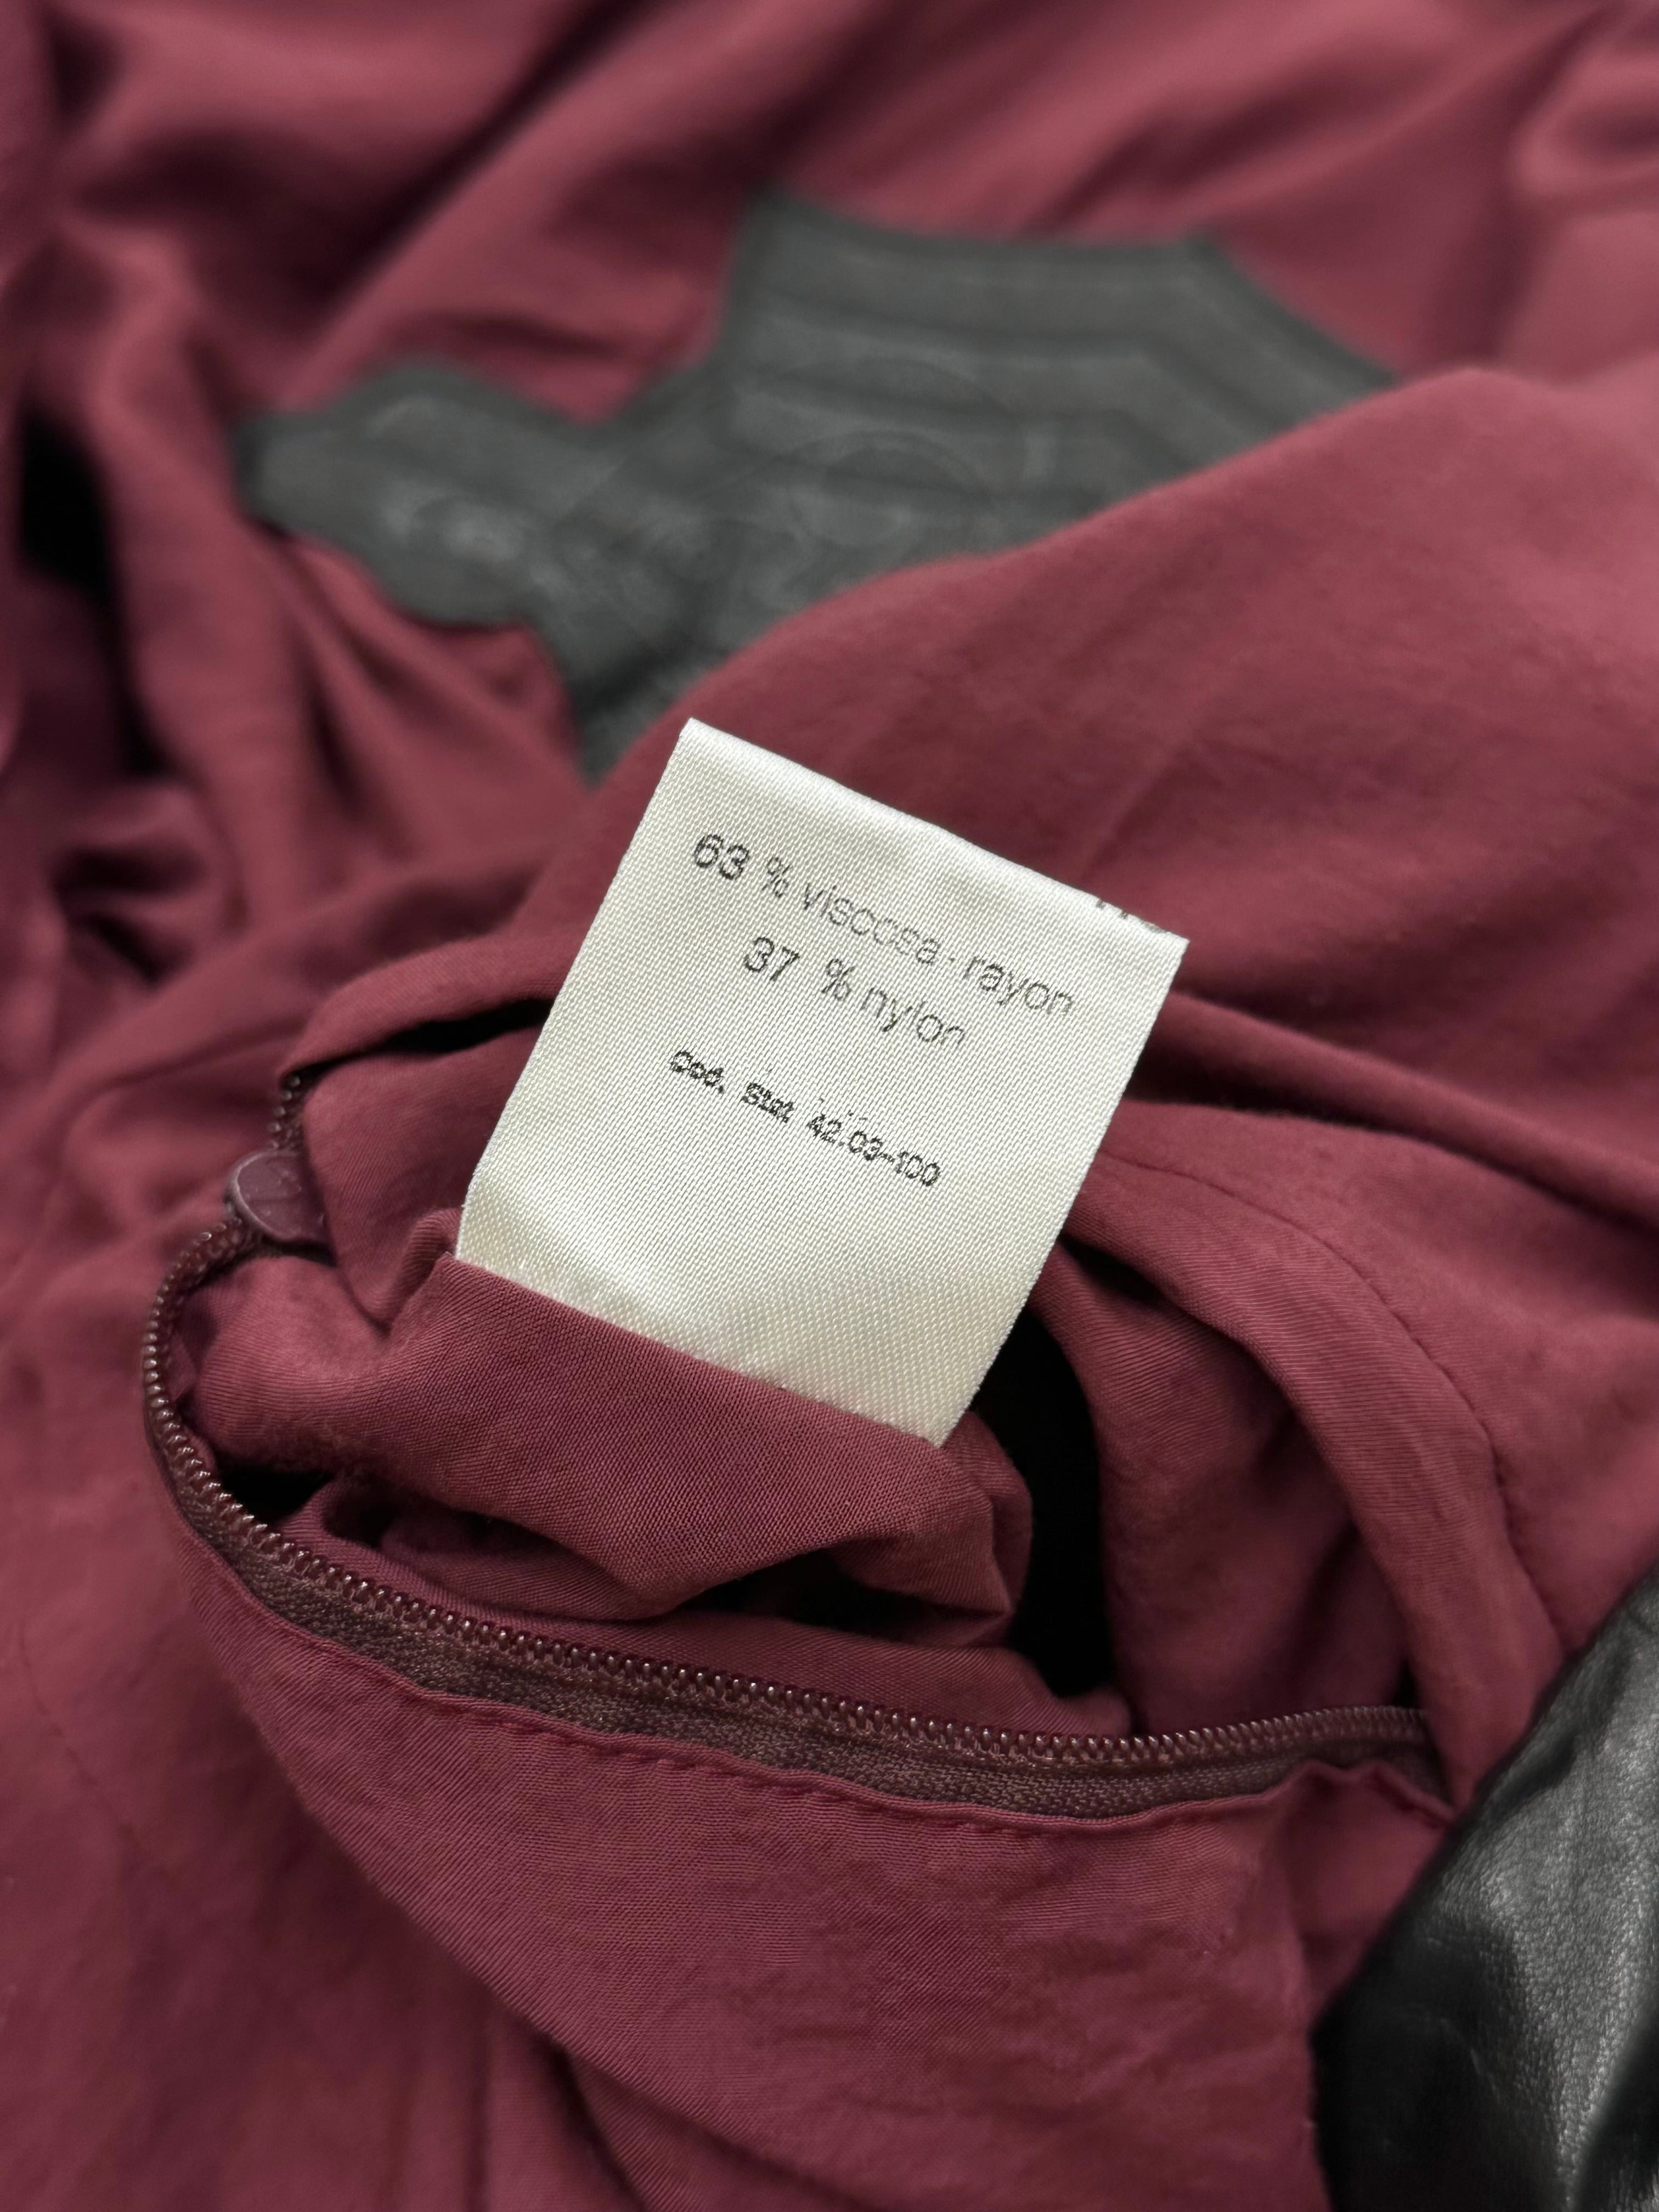 63 % viscosa - rayon
37 % nylon
Cod. Stat 42.03-100